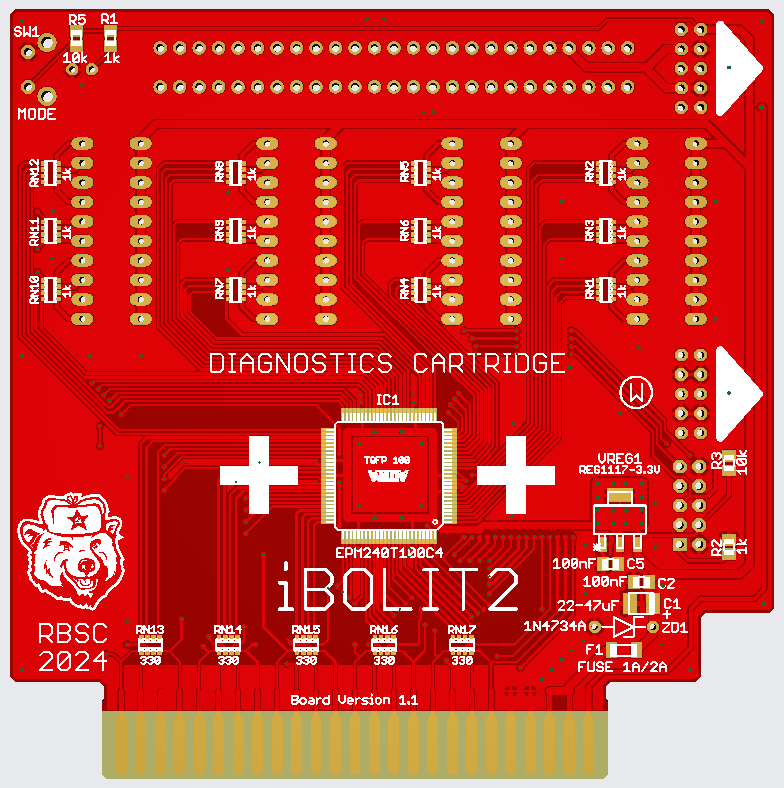 R5 R1
SW1
10k 1k
MODE
RN12 1k RN8 1k RN5 1k RN2 1k
RN11 1k RN9 1k RN6 1k RN3 1k
RN10 1k RN7 1k RN4 1k RN1 1k
DIAGNOSTICS CARTRIDGE
IC1
TQFP 100
VREG1
REG1117-3.3V
R3 10k
EPM240T100C4
R2 1k
100nF C5
100nF C2
iBOLIT2
22-47uF C1
+
1N4734A ZD1
RBSC
2024
RN13 RN14 RN15 RN16 RN17
330 330 330 330 330
F1
FUSE 1A/2A
Board Version 1.1